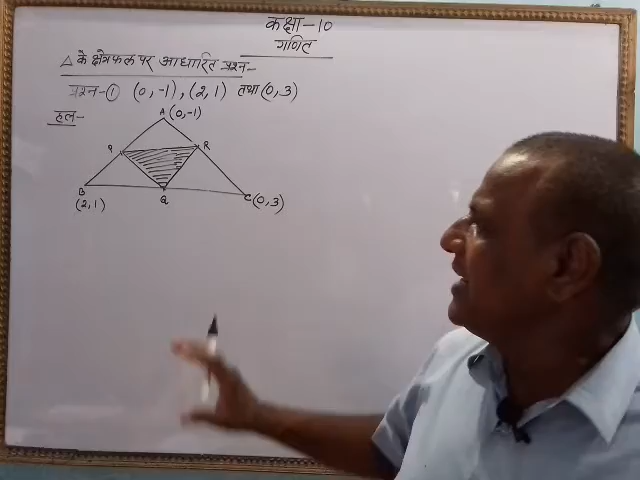 कक्षा-10
गणित
△ के क्षेत्रफल पर आधारित प्रश्न-
प्रश्न-① (0,-1), (2,1) तथा (0,3)
हल-
A (0,-1)
P R
B Q C (0,3)
(2,1)